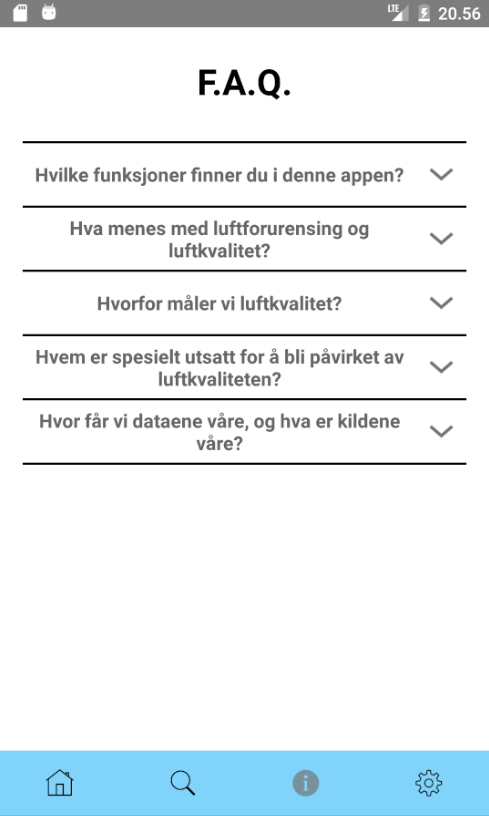 LTE 20.56
F.A.Q.
Hvilke funksjoner finner du i denne appen?
Hva menes med luftforurensing og
luftkvalitet?
Hvorfor måler vi luftkvalitet?
Hvem er spesielt utsatt for å bli påvirket av
luftkvaliteten?
Hvor får vi dataene våre, og hva er kildene
våre?